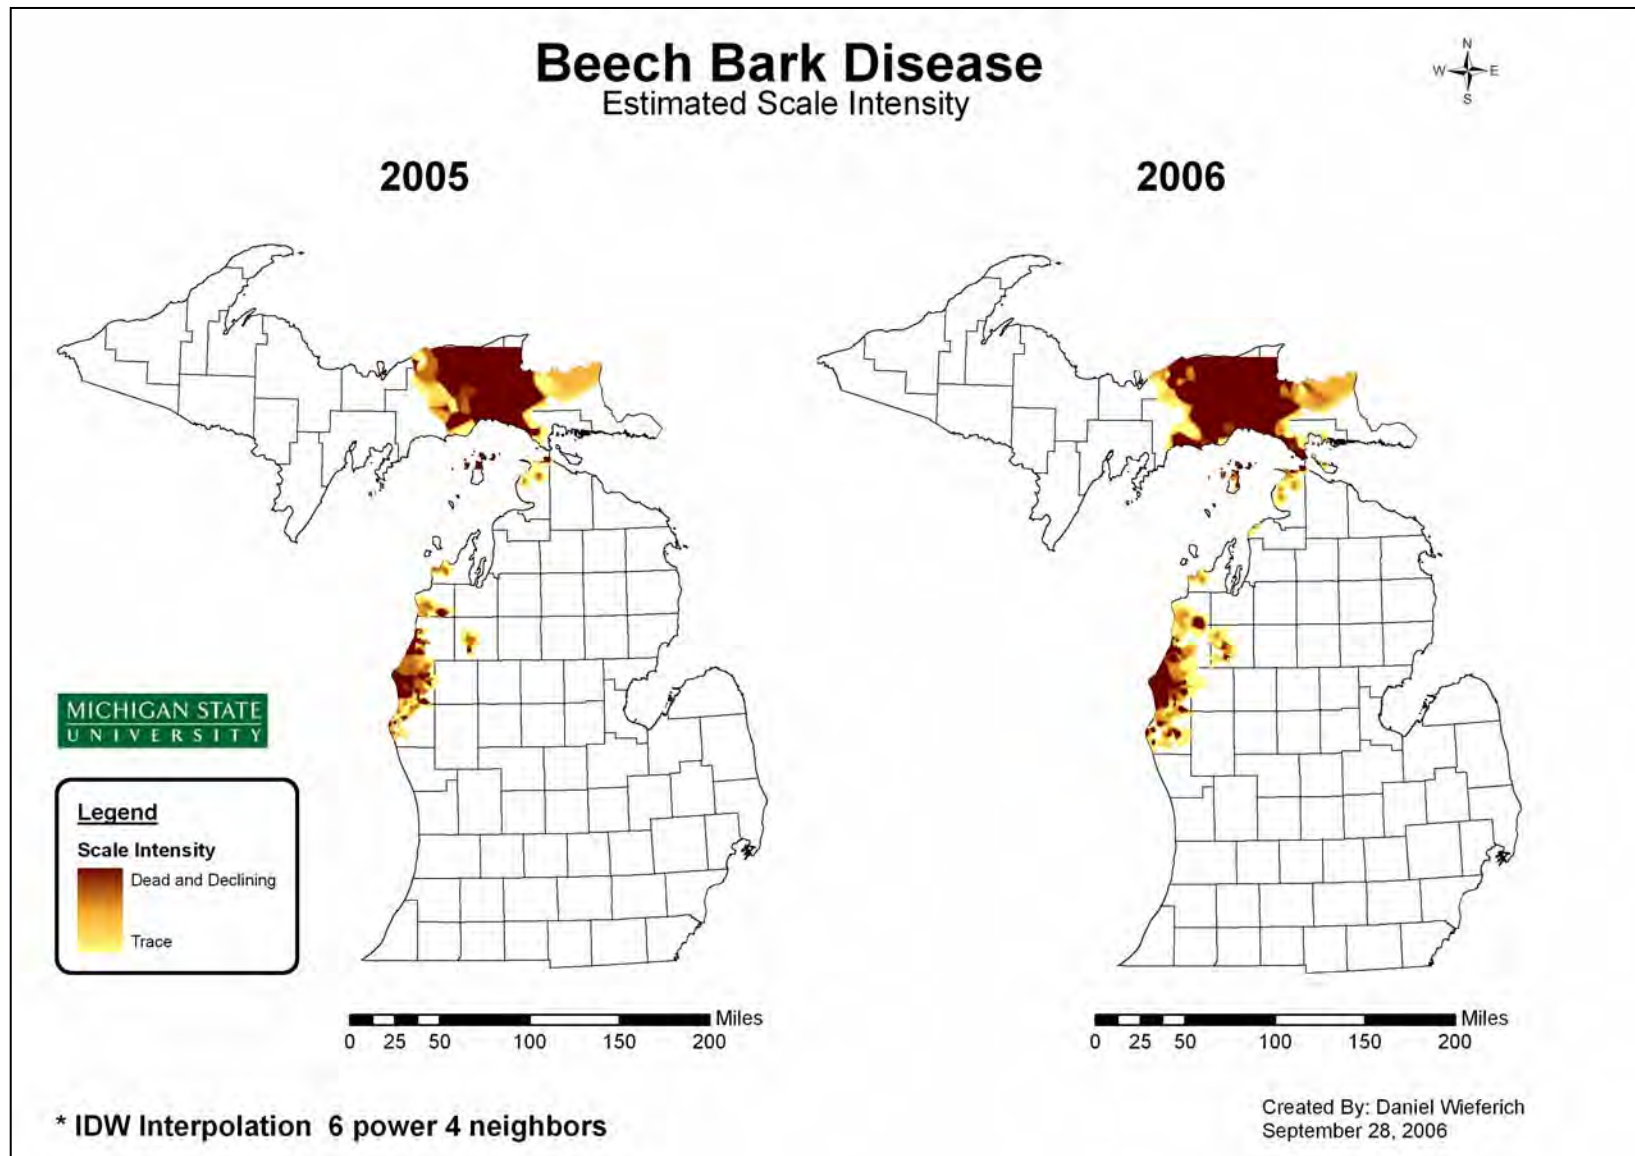 Beech Bark Disease
Estimated Scale Intensity
N
W E
S
2005
2006
MICHIGAN STATE
UNIVERSITY
Legend
Scale Intensity
Dead and Declining
Trace
Miles
0 25 50 100 150 200
Miles
0 25 50 100 150 200
* IDW Interpolation 6 power 4 neighbors
Created By: Daniel Wieferich
September 28, 2006